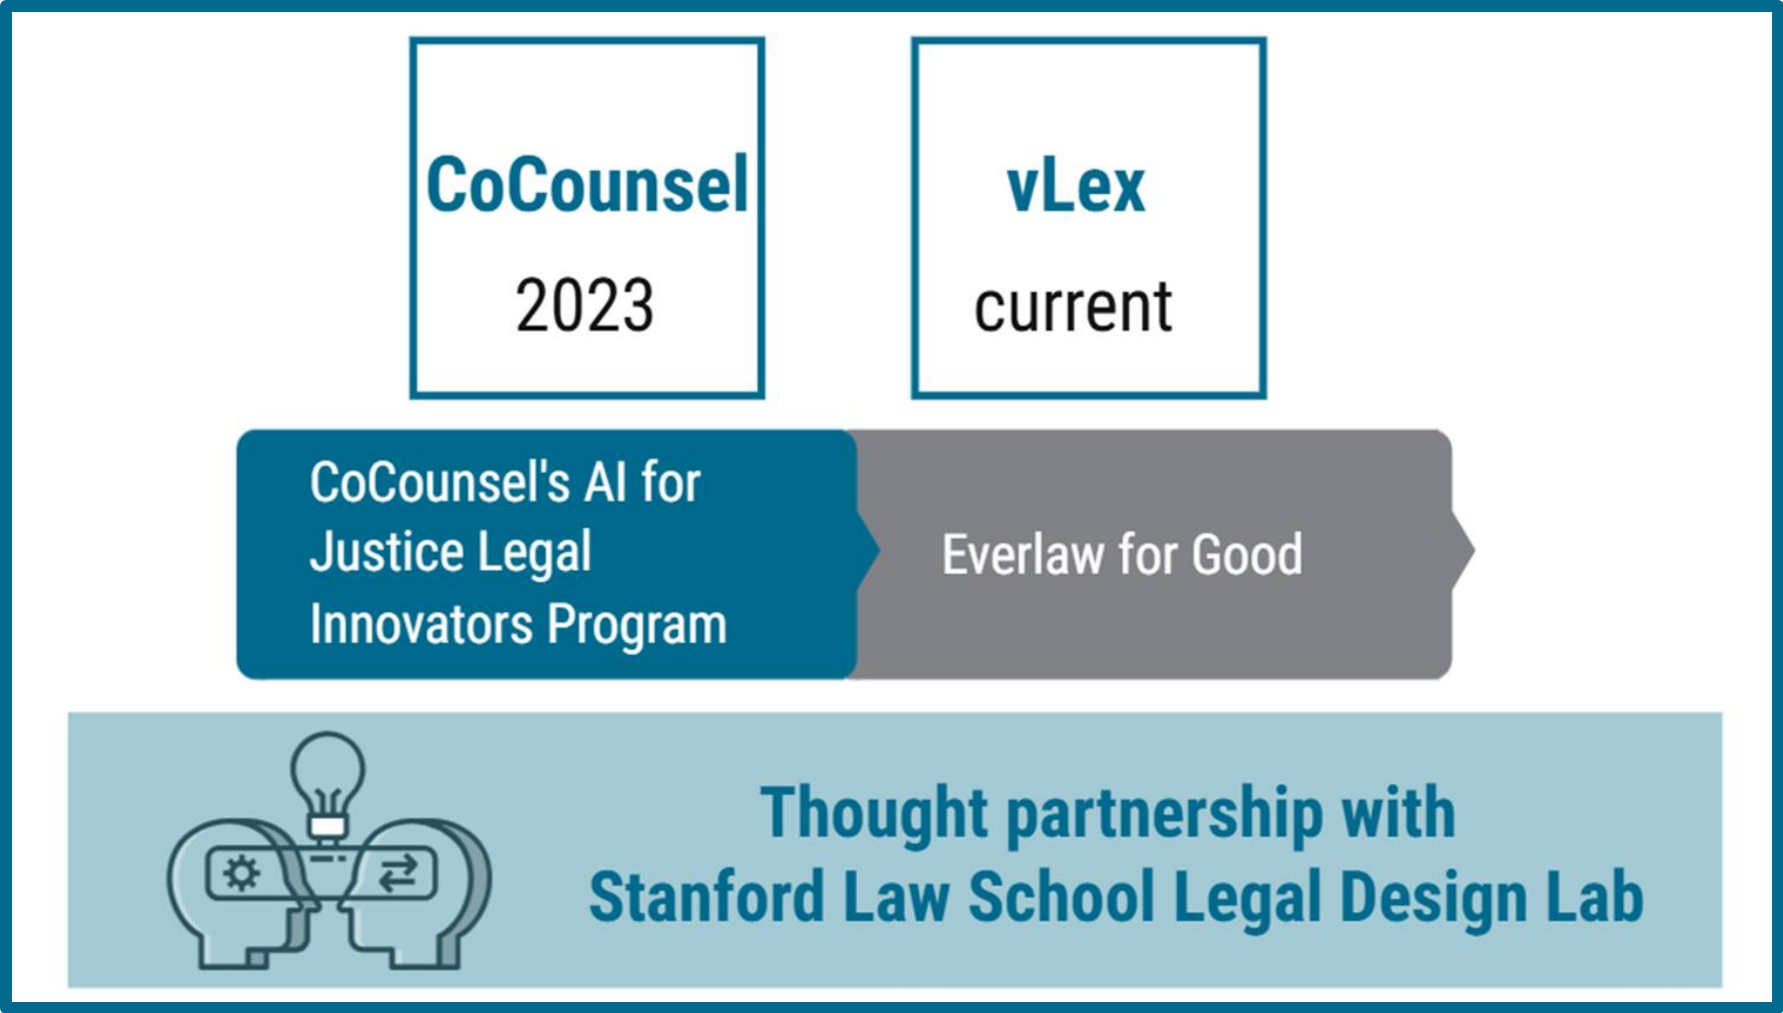 CoCounsel
2023
vLex
current
CoCounsel's AI for
Justice Legal
Innovators Program
Everlaw for Good
Thought partnership with
Stanford Law School Legal Design Lab